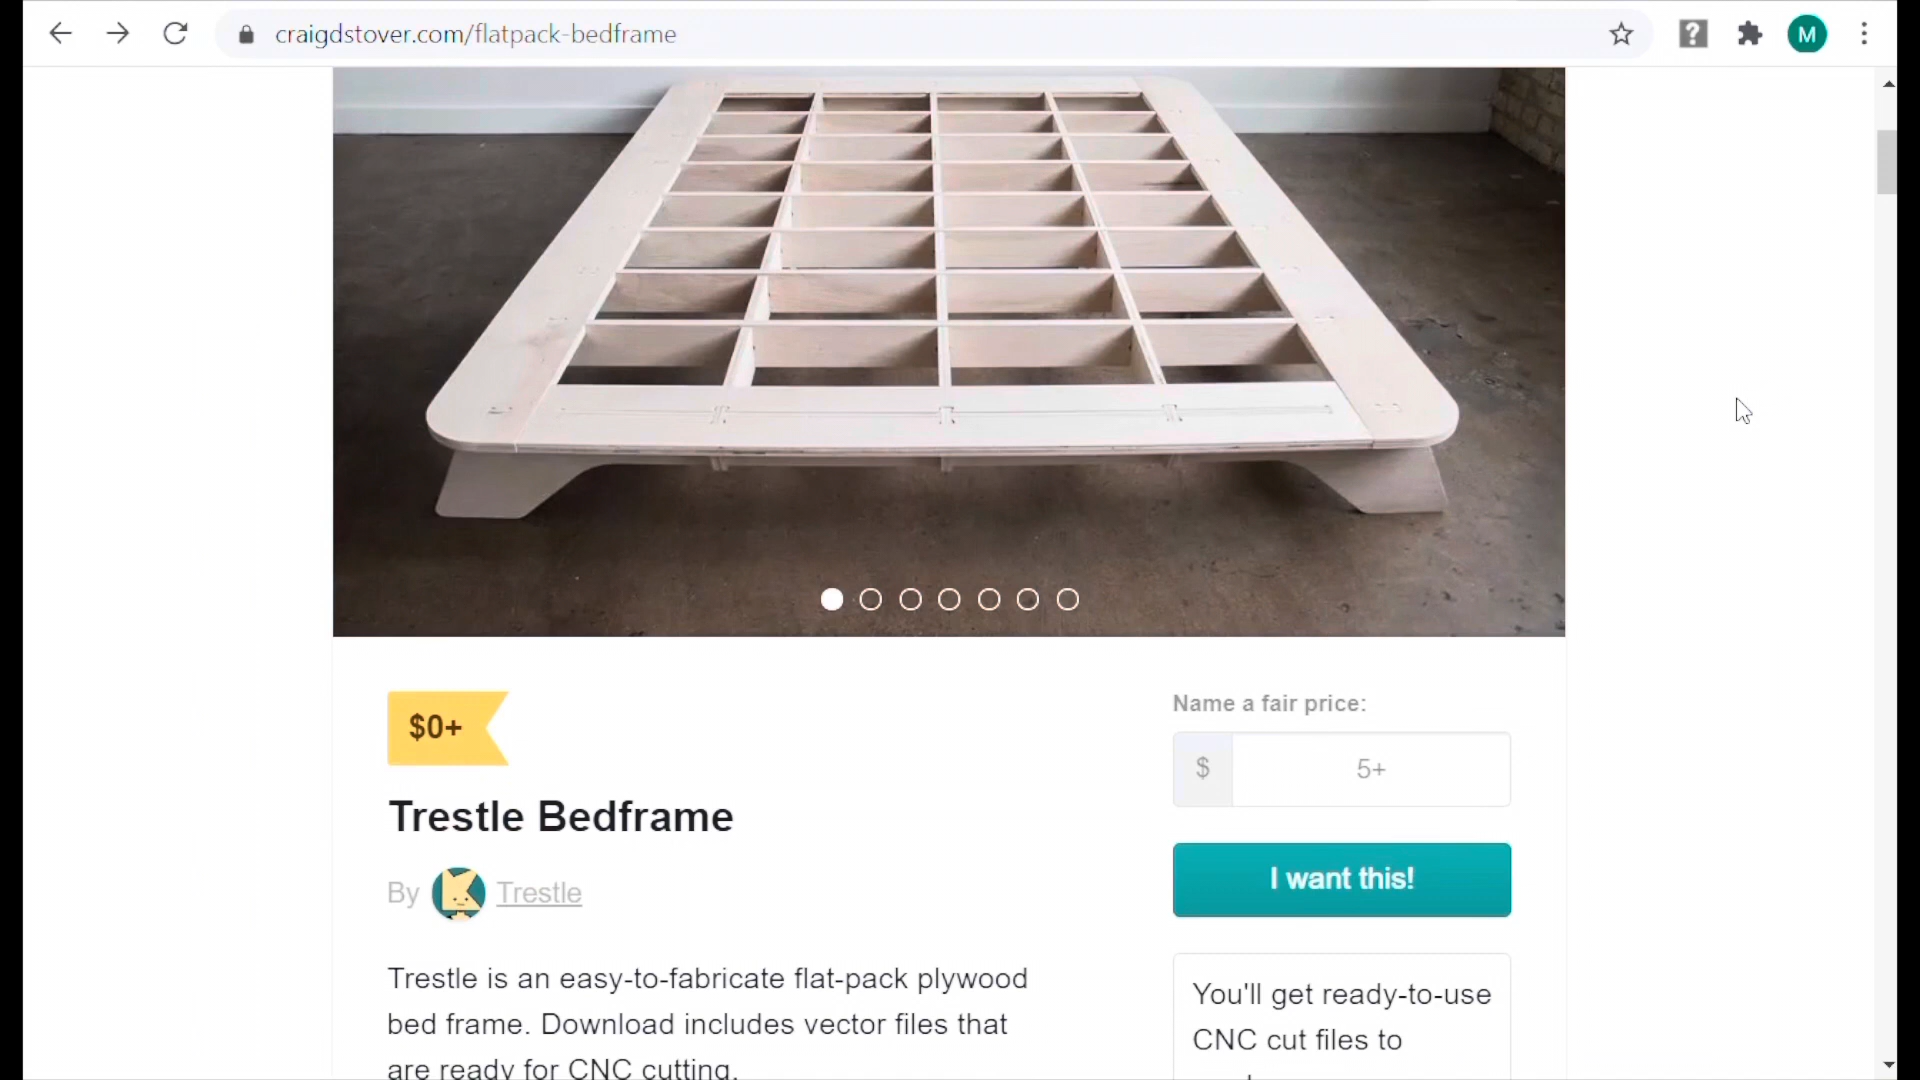 craigdstover.com/flatpack-bedframe
M
$0+
Name a fair price:
$ 5+
Trestle Bedframe
I want this!
By Trestle
Trestle is an easy-to-fabricate flat-pack plywood
bed frame. Download includes vector files that
are ready for CNC cutting.
You'll get ready-to-use
CNC cut files to